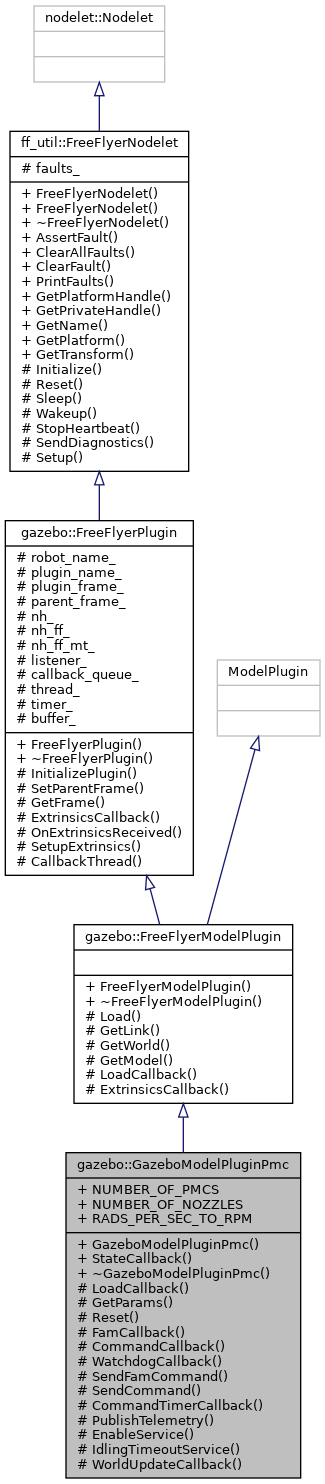 nodelet::Nodelet
ff_util::FreeFlyerNodelet
# faults_
+ FreeFlyerNodelet()
+ FreeFlyerNodelet()
+ ~FreeFlyerNodelet()
+ AssertFault()
+ ClearAllFaults()
+ ClearFault()
+ PrintFaults()
+ GetPlatformHandle()
+ GetPrivateHandle()
+ GetName()
+ GetPlatform()
+ GetTransform()
# Initialize()
# Reset()
# Sleep()
# Wakeup()
# StopHeartbeat()
# SendDiagnostics()
# Setup()
gazebo::FreeFlyerPlugin
# robot_name_
# plugin_name_
# plugin_frame_
# parent_frame_
# nh_
# nh_ff_
# nh_ff_mt_
# listener_
# callback_queue_
# thread_
# timer_
# buffer_
+ FreeFlyerPlugin()
+ ~FreeFlyerPlugin()
# InitializePlugin()
# SetParentFrame()
# GetFrame()
# ExtrinsicsCallback()
# OnExtrinsicsReceived()
# SetupExtrinsics()
# CallbackThread()
ModelPlugin
gazebo::FreeFlyerModelPlugin
+ FreeFlyerModelPlugin()
+ ~FreeFlyerModelPlugin()
# Load()
# GetLink()
# GetWorld()
# GetModel()
# LoadCallback()
# ExtrinsicsCallback()
gazebo::GazeboModelPluginPmc
+ NUMBER_OF_PMCS
+ NUMBER_OF_NOZZLES
+ RADS_PER_SEC_TO_RPM
+ GazeboModelPluginPmc()
+ StateCallback()
+ ~GazeboModelPluginPmc()
# LoadCallback()
# GetParams()
# Reset()
# FamCallback()
# CommandCallback()
# WatchdogCallback()
# SendFamCommand()
# SendCommand()
# CommandTimerCallback()
# PublishTelemetry()
# EnableService()
# IdlingTimeoutService()
# WorldUpdateCallback()